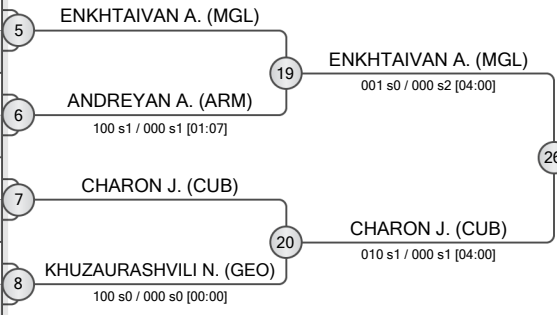 ENKHTAIVAN A. (MGL)
5
19
ENKHTAIVAN A. (MGL)
001 s0 / 000 s2 [04:00]
ANDREYAN A. (ARM)
6
100 s1 / 000 s1 [01:07]
26
CHARON J. (CUB)
7
20
CHARON J. (CUB)
010 s1 / 000 s1 [04:00]
KHUZAURASHVILI N. (GEO)
8
100 s0 / 000 s0 [00:00]